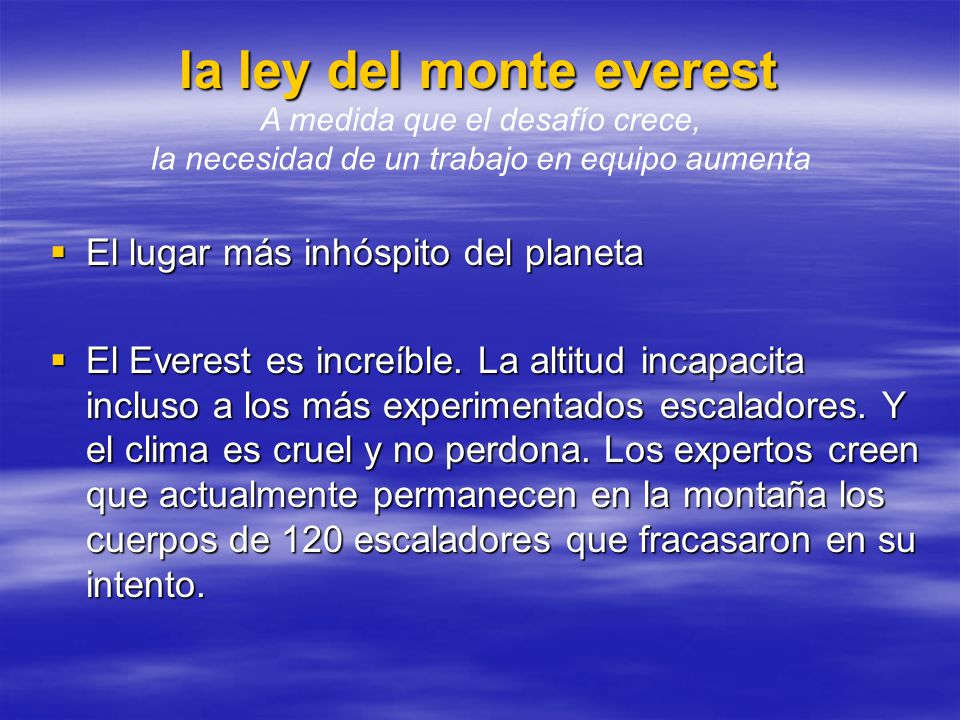 la ley del monte everest
A medida que el desafío crece,
la necesidad de un trabajo en equipo aumenta
▪ El lugar más inhóspito del planeta
▪ El Everest es increíble. La altitud incapacita
incluso a los más experimentados escaladores. Y
el clima es cruel y no perdona. Los expertos creen
que actualmente permanecen en la montaña los
cuerpos de 120 escaladores que fracasaron en su
intento.